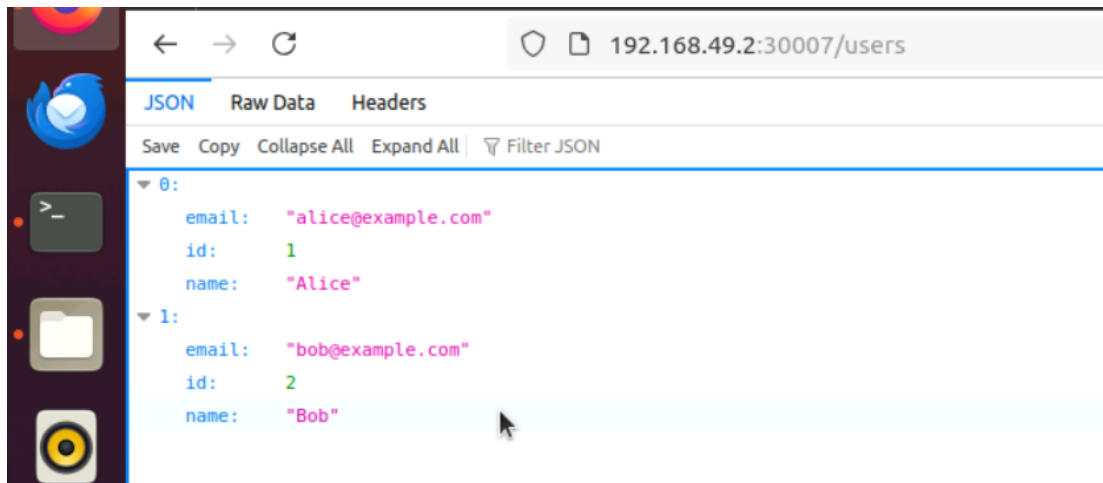 192.168.49.2:30007/users
JSON Raw Data Headers
Save Copy Collapse All Expand All Filter JSON
0:
email: "alice@example.com"
id: 1
name: "Alice"
1:
email: "bob@example.com"
id: 2
name: "Bob"